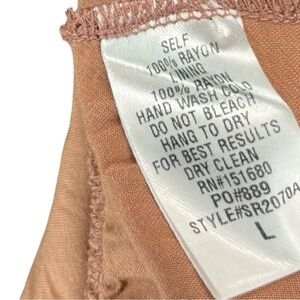 SELF
100% RAYON
LINING
100% RAYON
HAND WASH COLD
DO NOT BLEACH
HANG TO DRY
FOR BEST RESULTS
DRY CLEAN
RN#151680
PO#889
STYLE#SR2070A
L